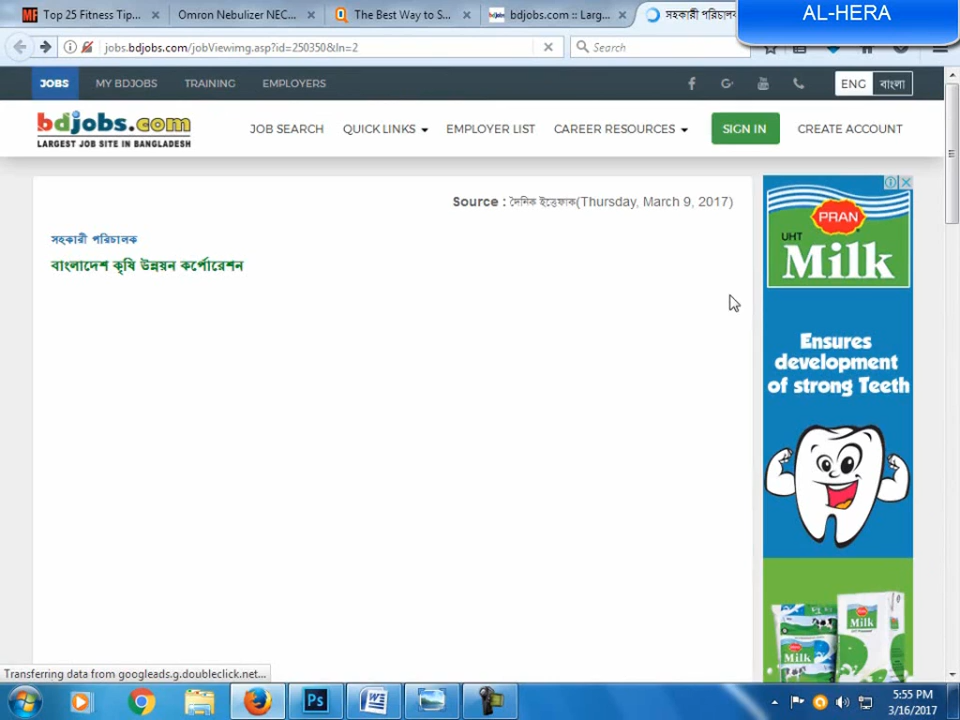 AL-HERA
Top 25 Fitness Tip...
Omron Nebulizer NEC...
The Best Way to S...
bdjobs.com :: Larg...
সহকারী পরিচালক
jobs.bdjobs.com/jobViewimg.asp?id=250350&ln=2
Search
JOBS
MY BDJOBS
TRAINING
EMPLOYERS
ENG
বাংলা
bdjobs.com
LARGEST JOB SITE IN BANGLADESH
JOB SEARCH
QUICK LINKS
EMPLOYER LIST
CAREER RESOURCES
SIGN IN
CREATE ACCOUNT
Source : দৈনিক ইত্তেফাক(Thursday, March 9, 2017)
সহকারী পরিচালক
বাংলাদেশ কৃষি উন্নয়ন কর্পোরেশন
PRAN
UHT
Milk
Ensures
development
of strong Teeth
Milk
Milk
Transferring data from googleads.g.doubleclick.net...
Ps
5:55 PM
3/16/2017